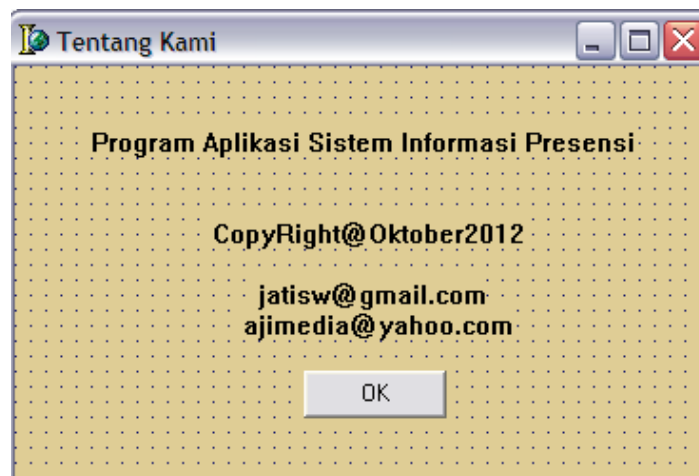 Tentang Kami
Program Aplikasi Sistem Informasi Presensi
CopyRight@Oktober2012
jatisw@gmail.com
ajimedia@yahoo.com
OK